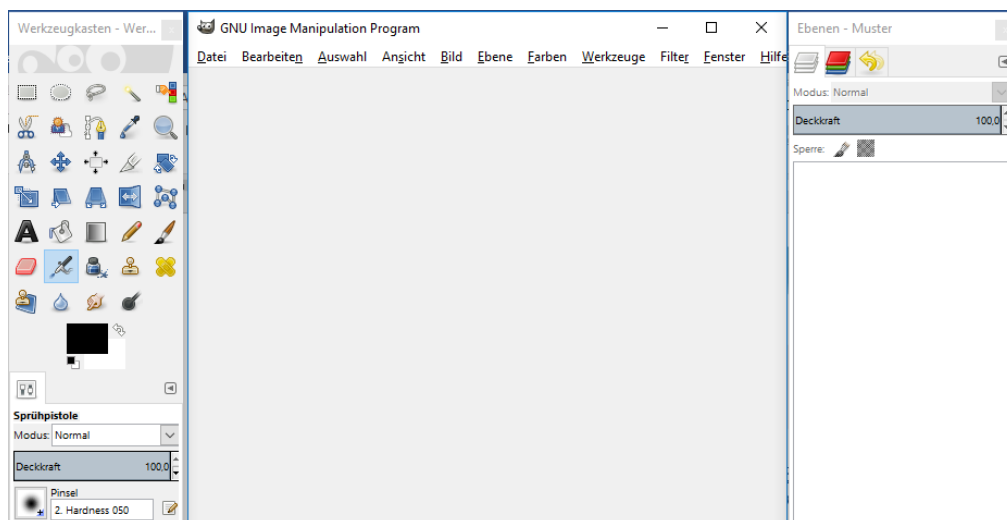 Werkzeugkasten - Wer...
GNU Image Manipulation Program
Datei Bearbeiten Auswahl Ansicht Bild Ebene Farben Werkzeuge Filter Fenster Hilfe
Ebenen - Muster
Modus: Normal
Deckkraft 100,0
Sperre:
Sprühpistole
Modus: Normal
Deckkraft 100,0
Pinsel
2. Hardness 050